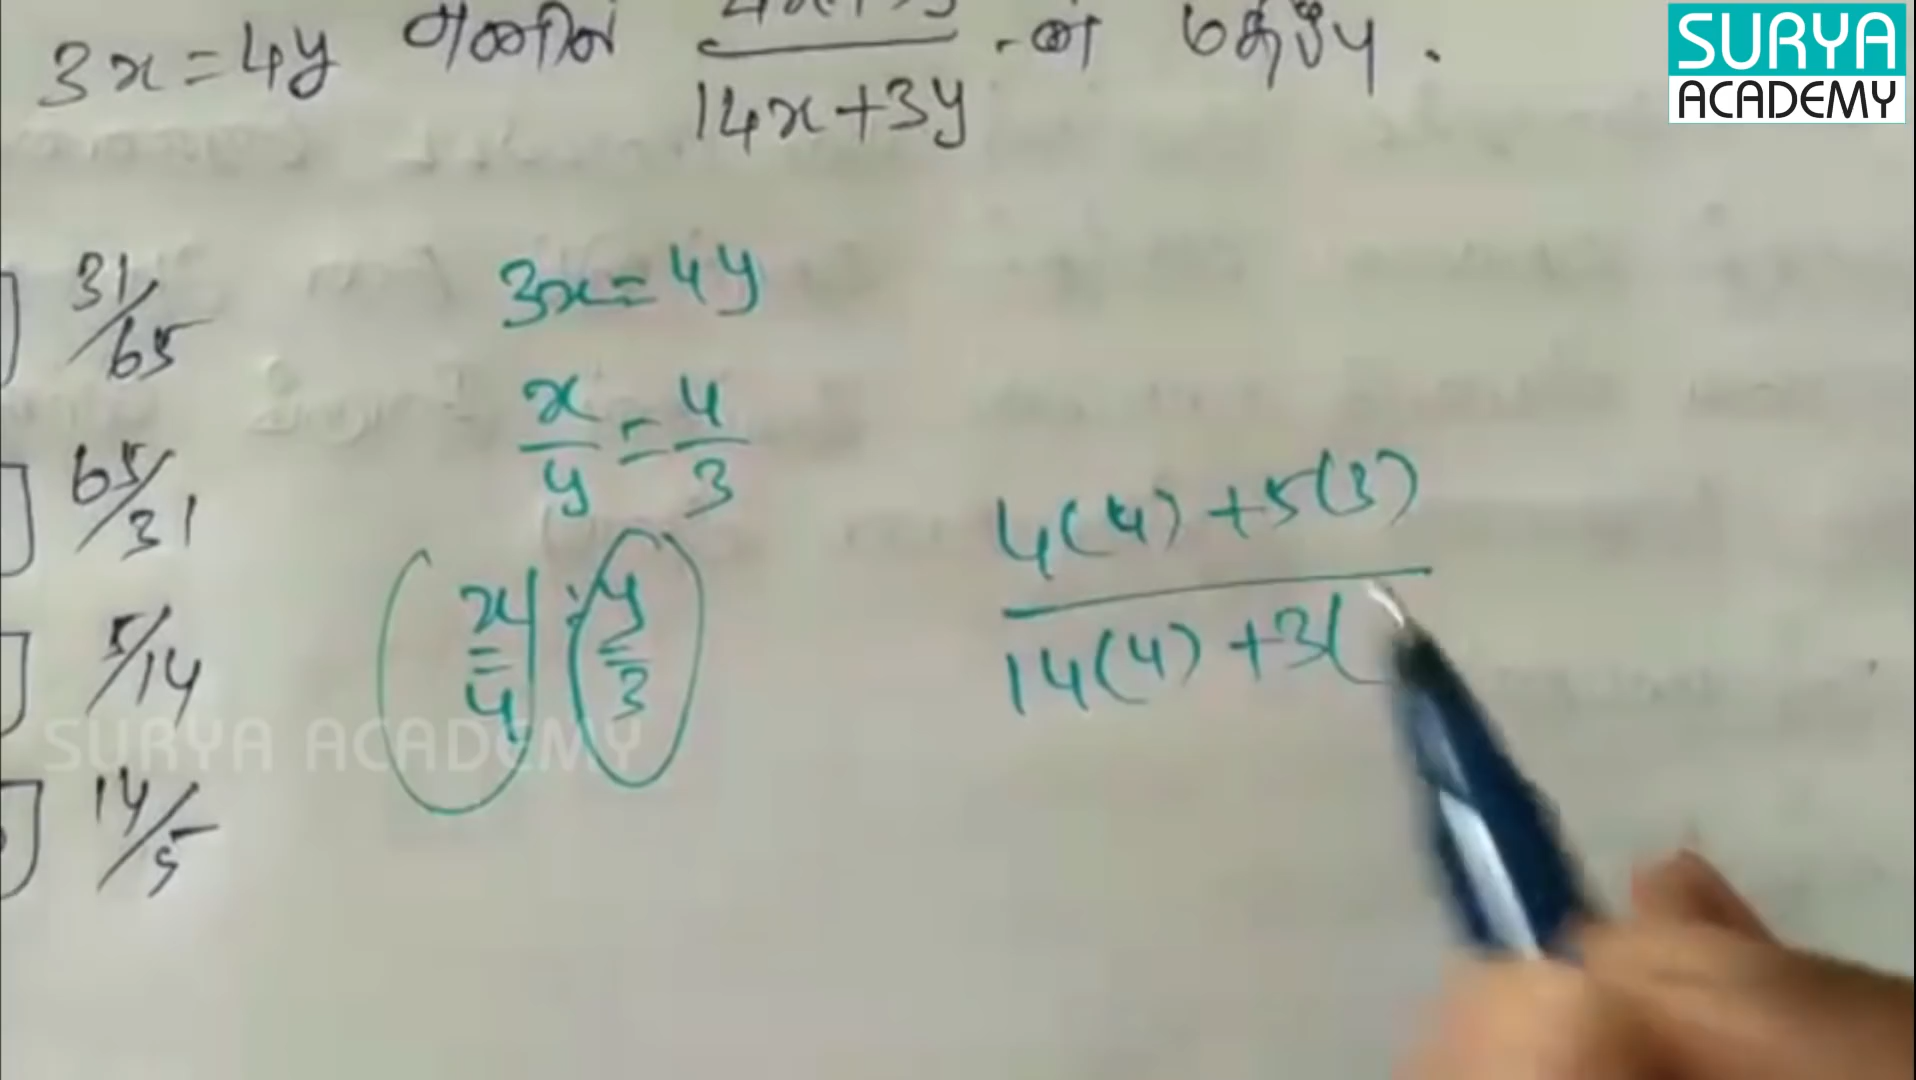 SURYA
ACADEMY
3x=4y எனில்
14x+3y
-ன் மதிப்பு.
31/65
65/31
5/14
14/5
3x=4y
x/y=4/3
x=4 : y=3
4(4)+5(3)
14(4)+3(
SURYA ACADEMY